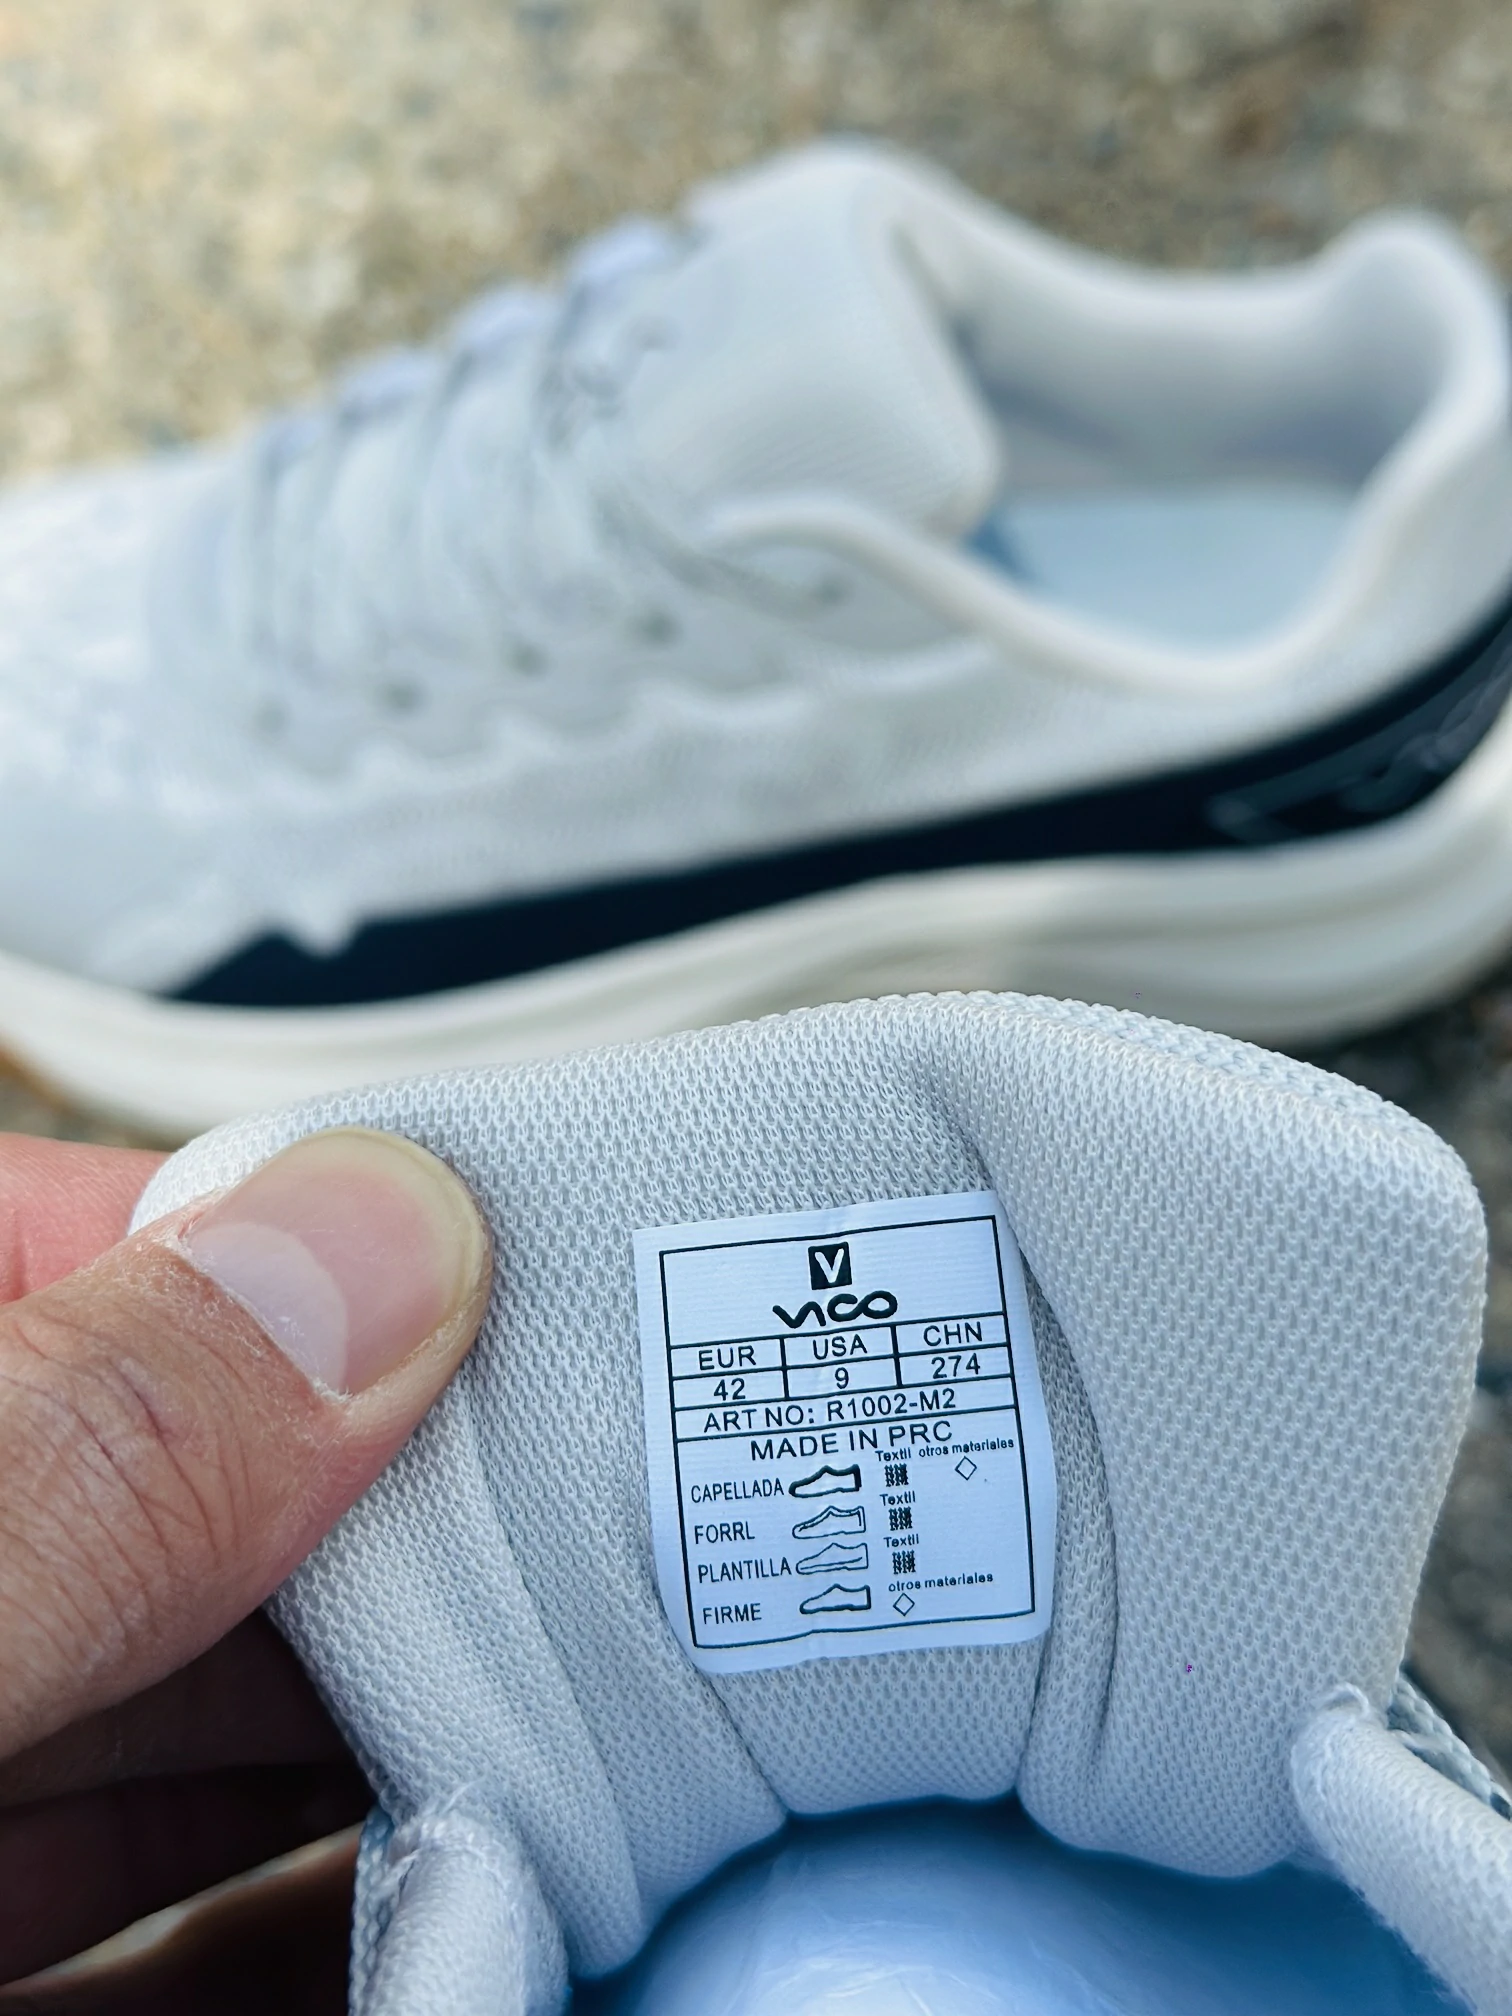 V
vico
EUR USA CHN
42 9 274
ART NO: R1002-M2
MADE IN PRC
Textil otros materiales
CAPELLADA
Textil
FORRL
Textil
PLANTILLA
otros materiales
FIRME